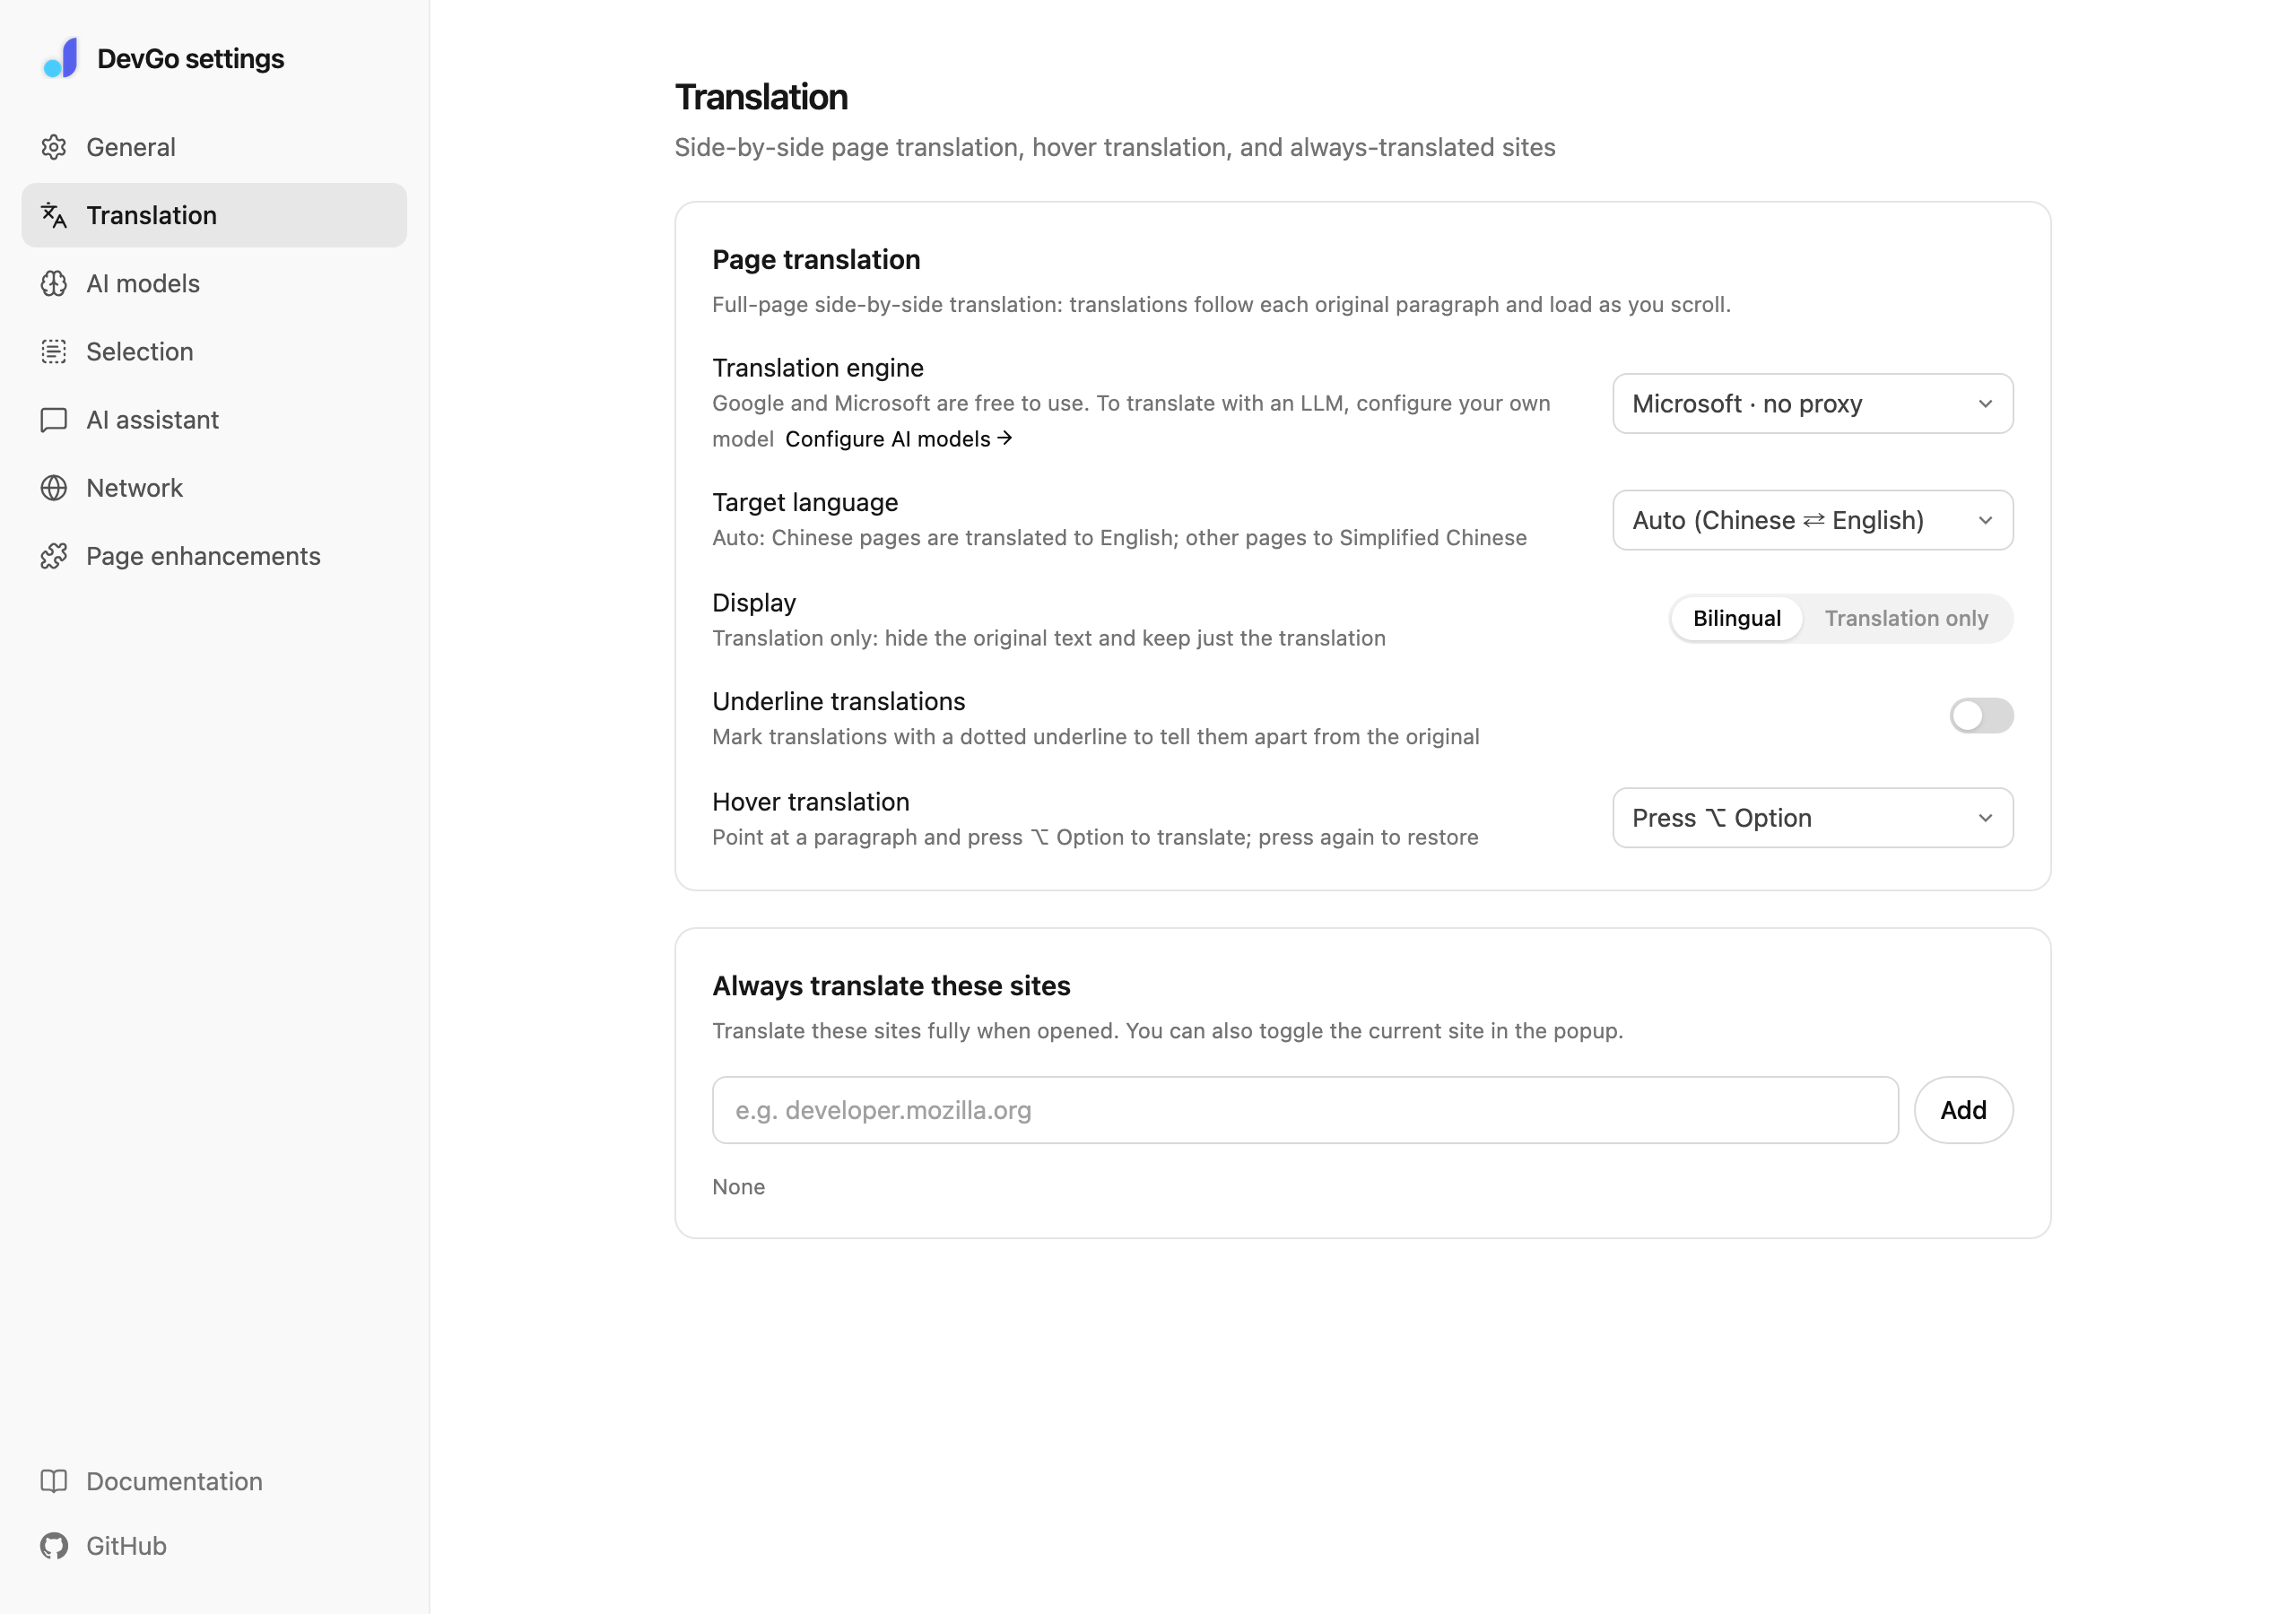 DevGo settings
General
Translation
AI models
Selection
AI assistant
Network
Page enhancements
Documentation
GitHub
Translation
Side-by-side page translation, hover translation, and always-translated sites
Page translation
Full-page side-by-side translation: translations follow each original paragraph and load as you scroll.
Translation engine
Google and Microsoft are free to use. To translate with an LLM, configure your own
model Configure AI models →
Microsoft · no proxy
Target language
Auto: Chinese pages are translated to English; other pages to Simplified Chinese
Auto (Chinese ⇄ English)
Display
Translation only: hide the original text and keep just the translation
Bilingual
Translation only
Underline translations
Mark translations with a dotted underline to tell them apart from the original
Hover translation
Point at a paragraph and press ⌥ Option to translate; press again to restore
Press ⌥ Option
Always translate these sites
Translate these sites fully when opened. You can also toggle the current site in the popup.
e.g. developer.mozilla.org
Add
None